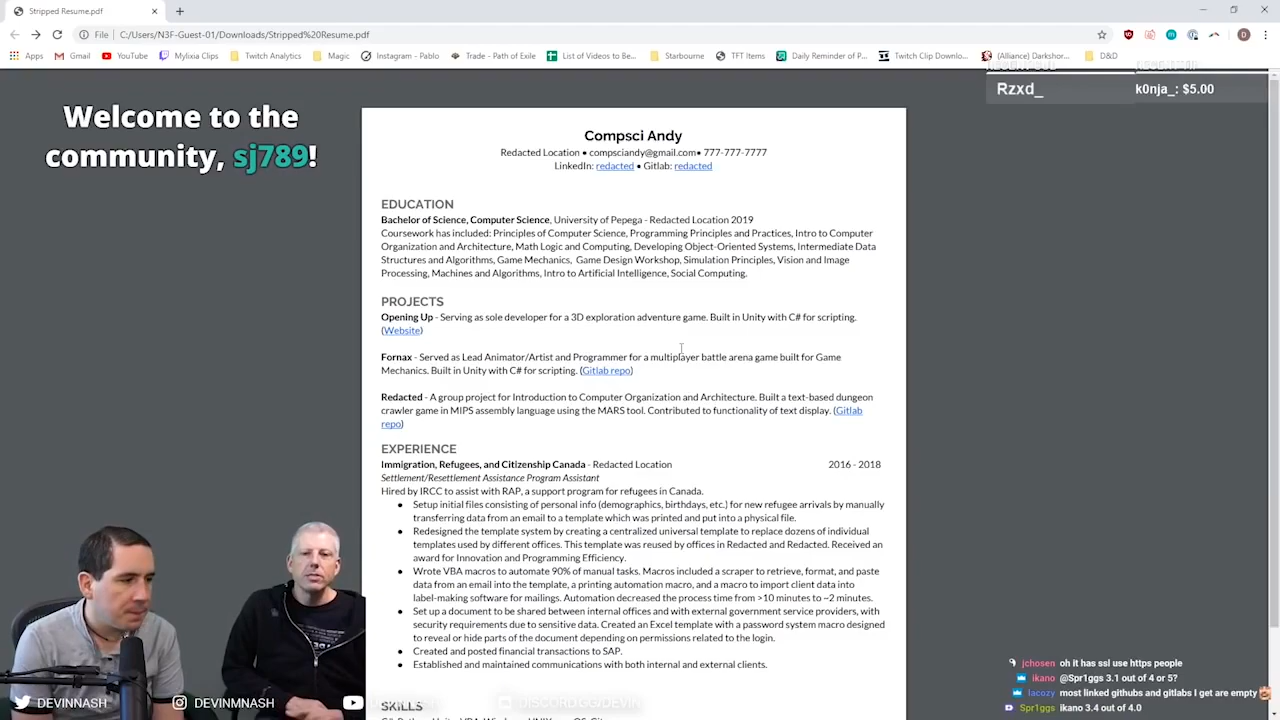 Stripped Resume.pdf
File
C:/Users/N3F-Guest-01/Downloads/Stripped%20Resume.pdf
Apps
Gmail
YouTube
Mylixia Clips
Twitch Analytics
Magic
Instagram - Pablo
Trade - Path of Exile
List of Videos to Be...
Starbourne
TFT Items
Daily Reminder of P...
Twitch Clip Downlo...
(Alliance) Darkshor...
D&D
Welcome to the
community, sj789!
Rzxd_
k0nja_: $5.00
Compsci Andy
Redacted Location • compsciandy@gmail.com• 777-777-7777
LinkedIn: redacted • Gitlab: redacted
EDUCATION
Bachelor of Science, Computer Science, University of Pepega - Redacted Location 2019
Coursework has included: Principles of Computer Science, Programming Principles and Practices, Intro to Computer
Organization and Architecture, Math Logic and Computing, Developing Object-Oriented Systems, Intermediate Data
Structures and Algorithms, Game Mechanics, Game Design Workshop, Simulation Principles, Vision and Image
Processing, Machines and Algorithms, Intro to Artificial Intelligence, Social Computing.
PROJECTS
Opening Up - Serving as sole developer for a 3D exploration adventure game. Built in Unity with C# for scripting.
(Website)
Fornax - Served as Lead Animator/Artist and Programmer for a multiplayer battle arena game built for Game
Mechanics. Built in Unity with C# for scripting. (Gitlab repo)
Redacted - A group project for Introduction to Computer Organization and Architecture. Built a text-based dungeon
crawler game in MIPS assembly language using the MARS tool. Contributed to functionality of text display. (Gitlab
repo)
EXPERIENCE
Immigration, Refugees, and Citizenship Canada - Redacted Location 2016 - 2018
Settlement/Resettlement Assistance Program Assistant
Hired by IRCC to assist with RAP, a support program for refugees in Canada.
● Setup initial files consisting of personal info (demographics, birthdays, etc.) for new refugee arrivals by manually
transferring data from an email to a template which was printed and put into a physical file.
● Redesigned the template system by creating a centralized universal template to replace dozens of individual
templates used by different offices. This template was reused by offices in Redacted and Redacted. Received an
award for Innovation and Programming Efficiency.
● Wrote VBA macros to automate 90% of manual tasks. Macros included a scraper to retrieve, format, and paste
data from an email into the template, a printing automation macro, and a macro to import client data into
label-making software for mailings. Automation decreased the process time from >10 minutes to ~2 minutes.
● Set up a document to be shared between internal offices and with external government service providers, with
security requirements due to sensitive data. Created an Excel template with a password system macro designed
to reveal or hide parts of the document depending on permissions related to the login.
● Created and posted financial transactions to SAP.
● Established and maintained communications with both internal and external clients.
SKILLS
jchosen oh it has ssl use https people
ikano @Spr1ggs 3.1 out of 4 or 5?
lacozy most linked githubs and gitlabs I get are empty
Spr1ggs ikano 3.4 out of 4.0
DEVINNASH
DEVINMNASH
DISCORD.GG/DEVIN